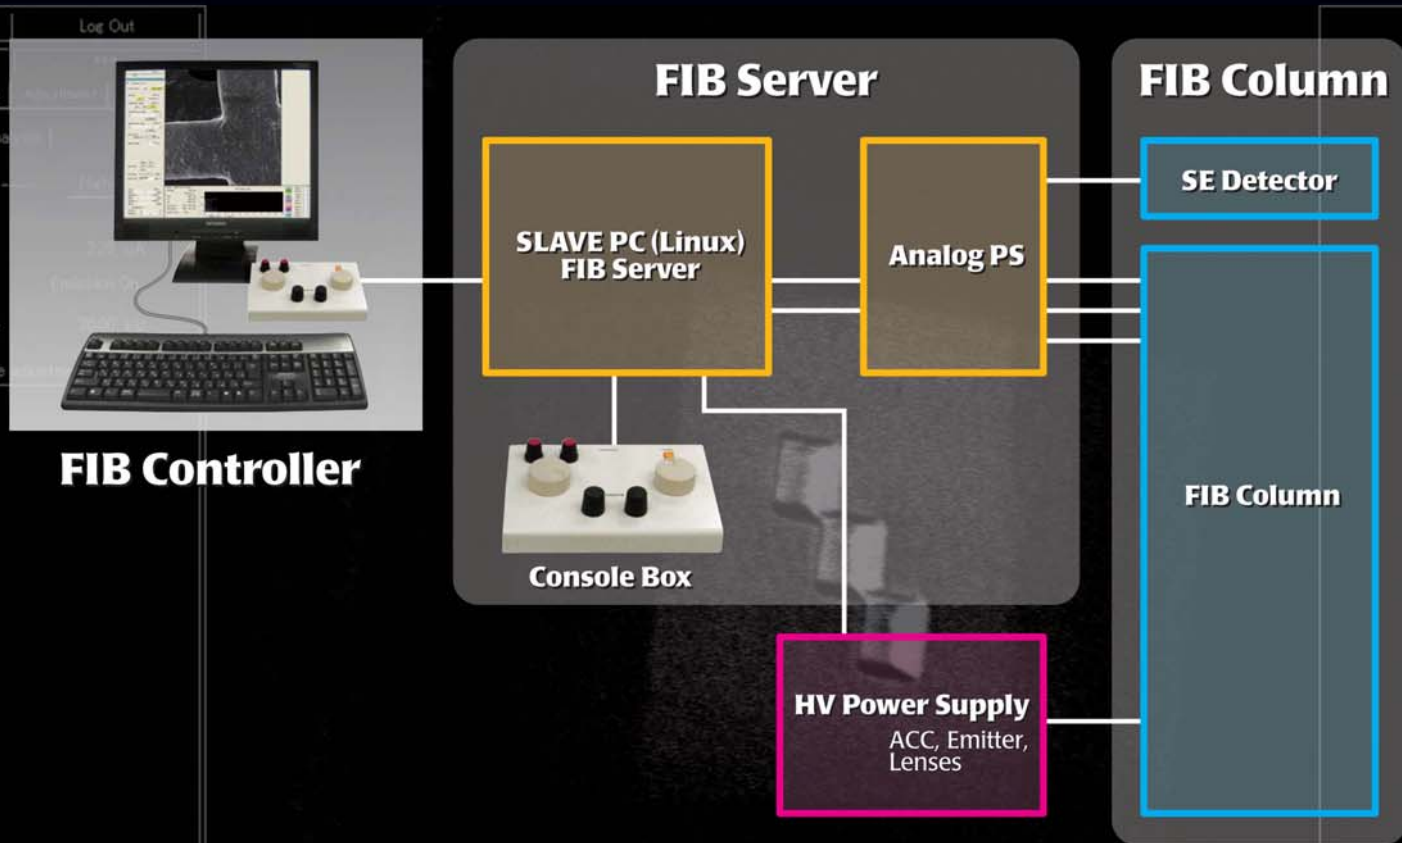 Log Out
FIB Controller
FIB Server
SLAVE PC (Linux)
FIB Server
Analog PS
Console Box
HV Power Supply
ACC, Emitter,
Lenses
FIB Column
SE Detector
FIB Column